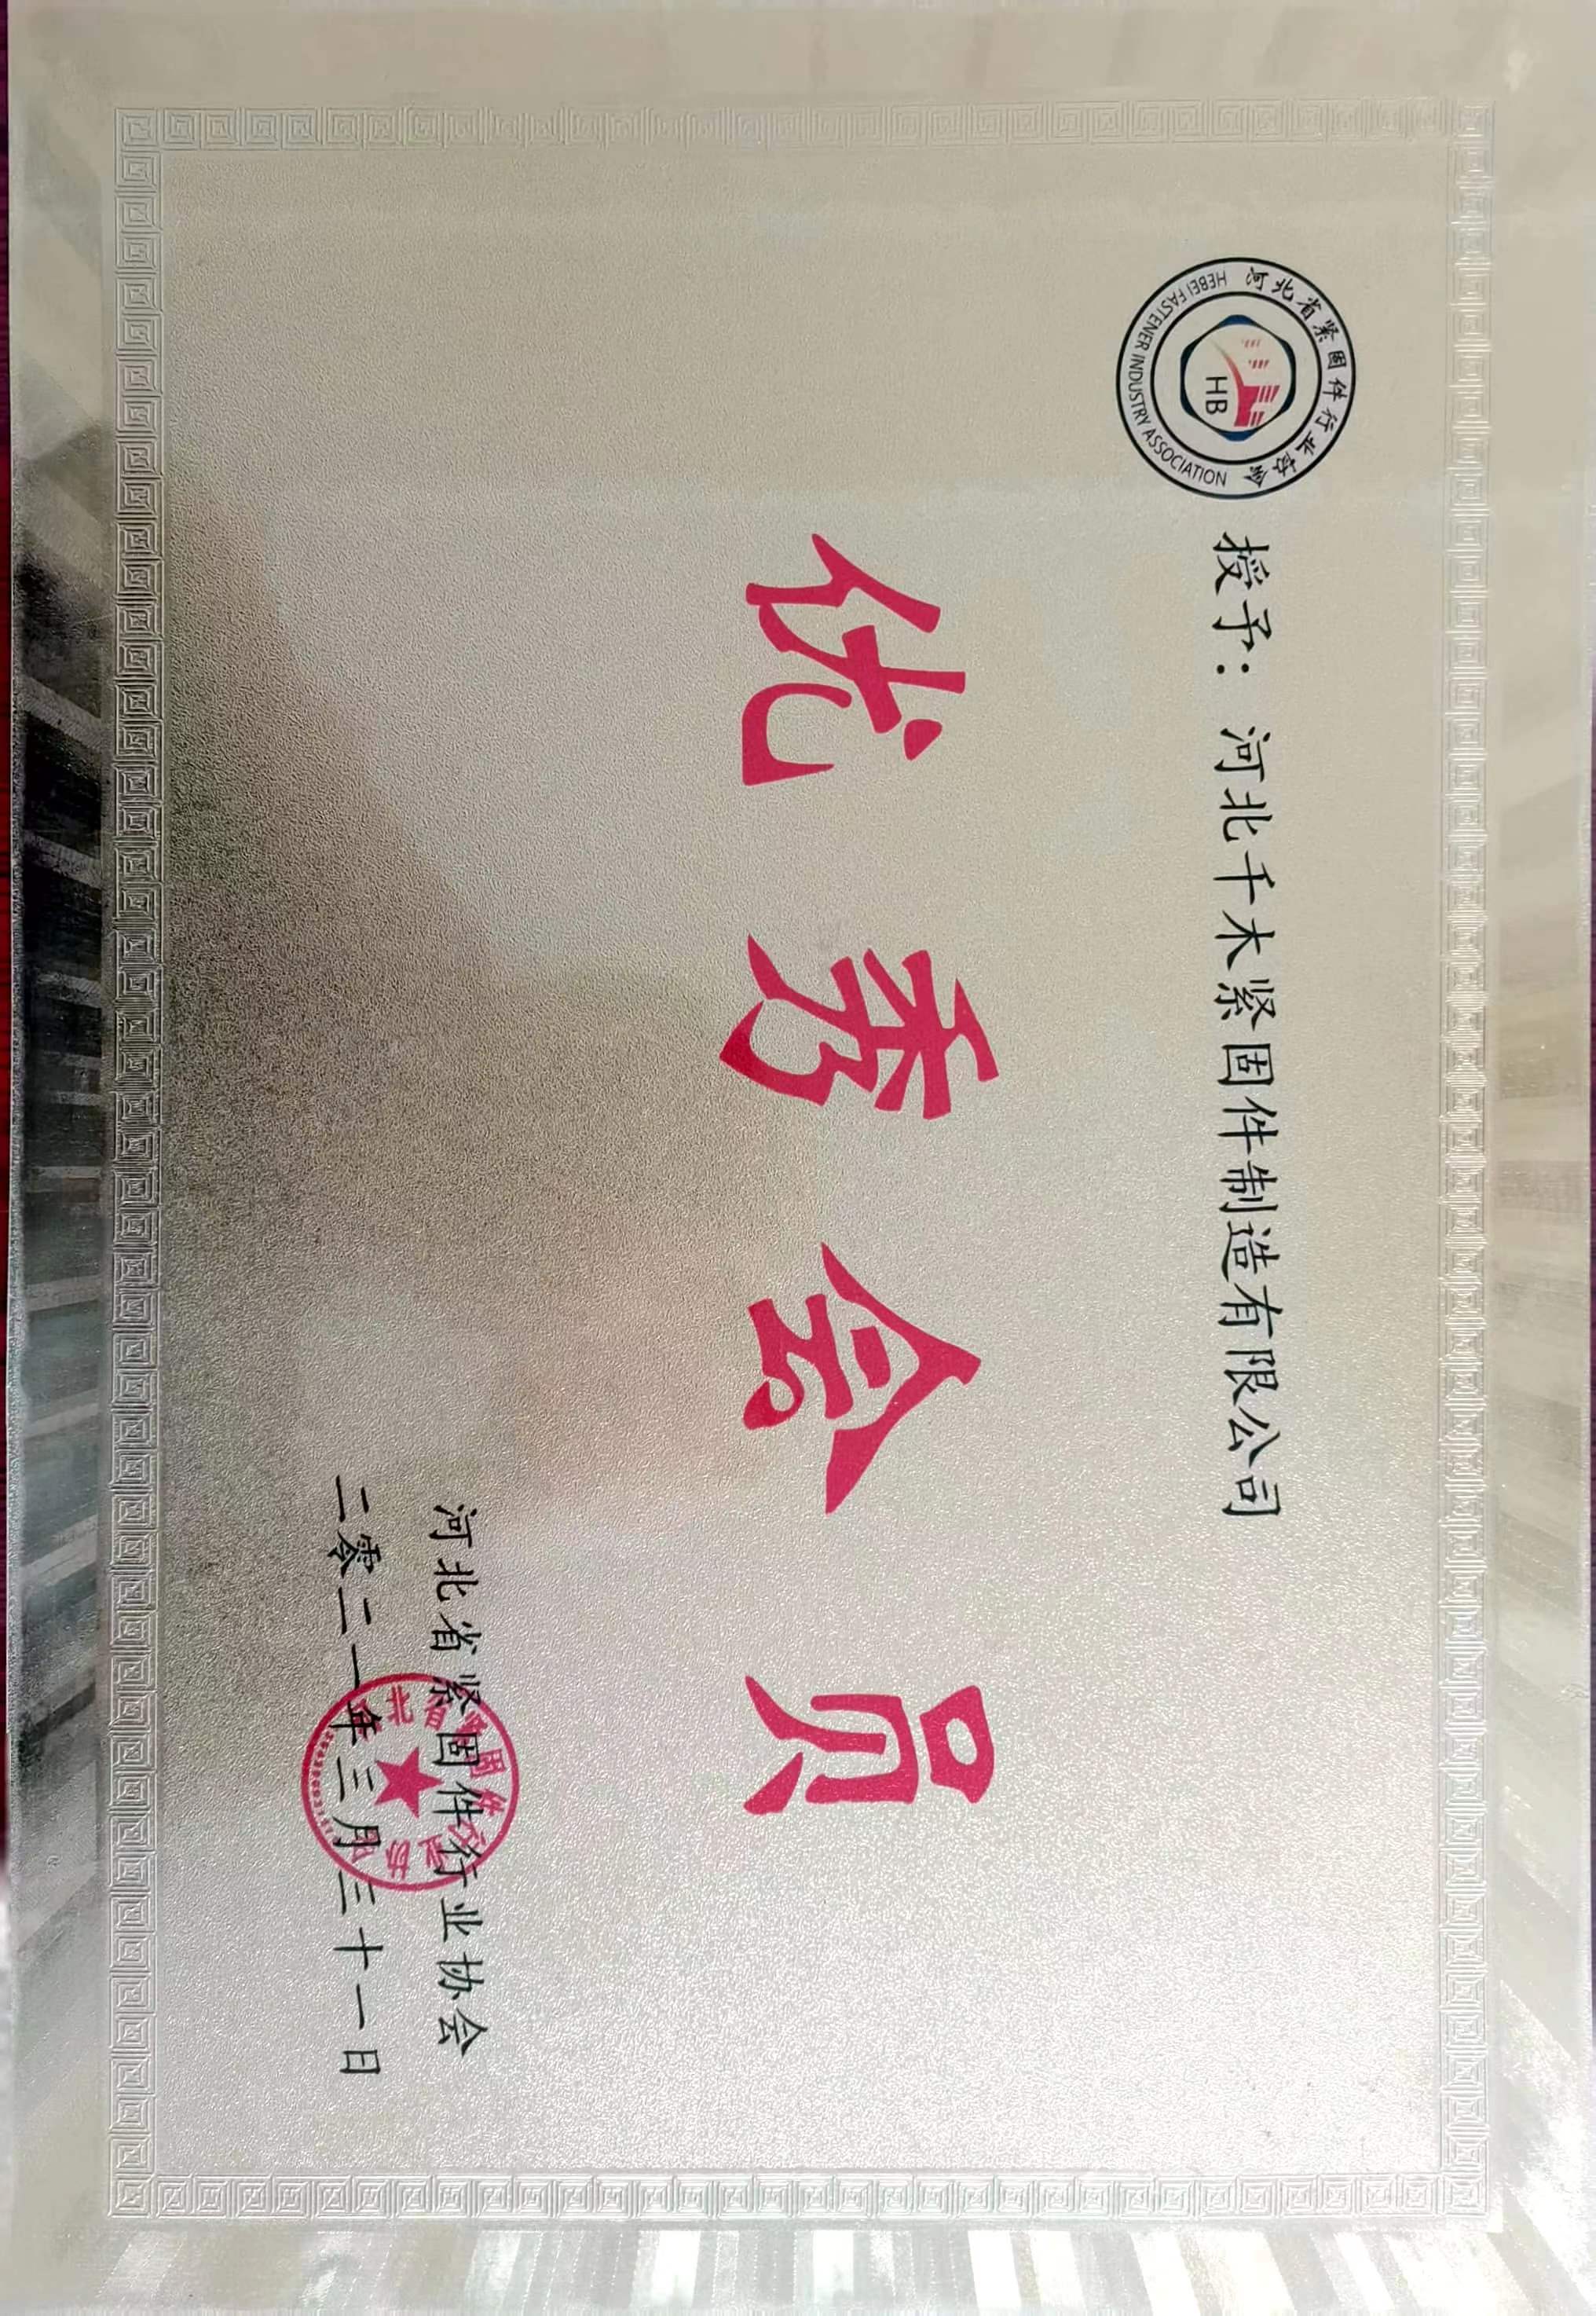 河北省紧固件行业协会
HEBEI FASTENER INDUSTRY ASSOCIATION
HB
授予：河北千木紧固件制造有限公司
优秀会员
河北省紧固件行业协会
二零二一年三月三十一日